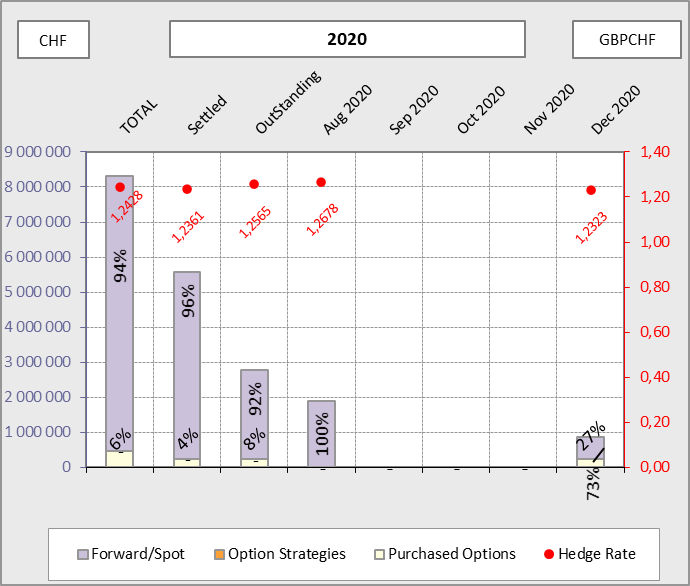 CHF
2020
GBPCHF
TOTAL
Settled
OutStanding
Aug 2020
Sep 2020
Oct 2020
Nov 2020
Dec 2020
9 000 000
8 000 000
7 000 000
6 000 000
5 000 000
4 000 000
3 000 000
2 000 000
1 000 000
0
1,40
1,20
1,00
0,80
0,60
0,40
0,20
0,00
1,2428
1,2361
1,2565
1,2678
1,2323
94%
96%
92%
100%
27%
6%
4%
8%
73%
Forward/Spot
Option Strategies
Purchased Options
Hedge Rate